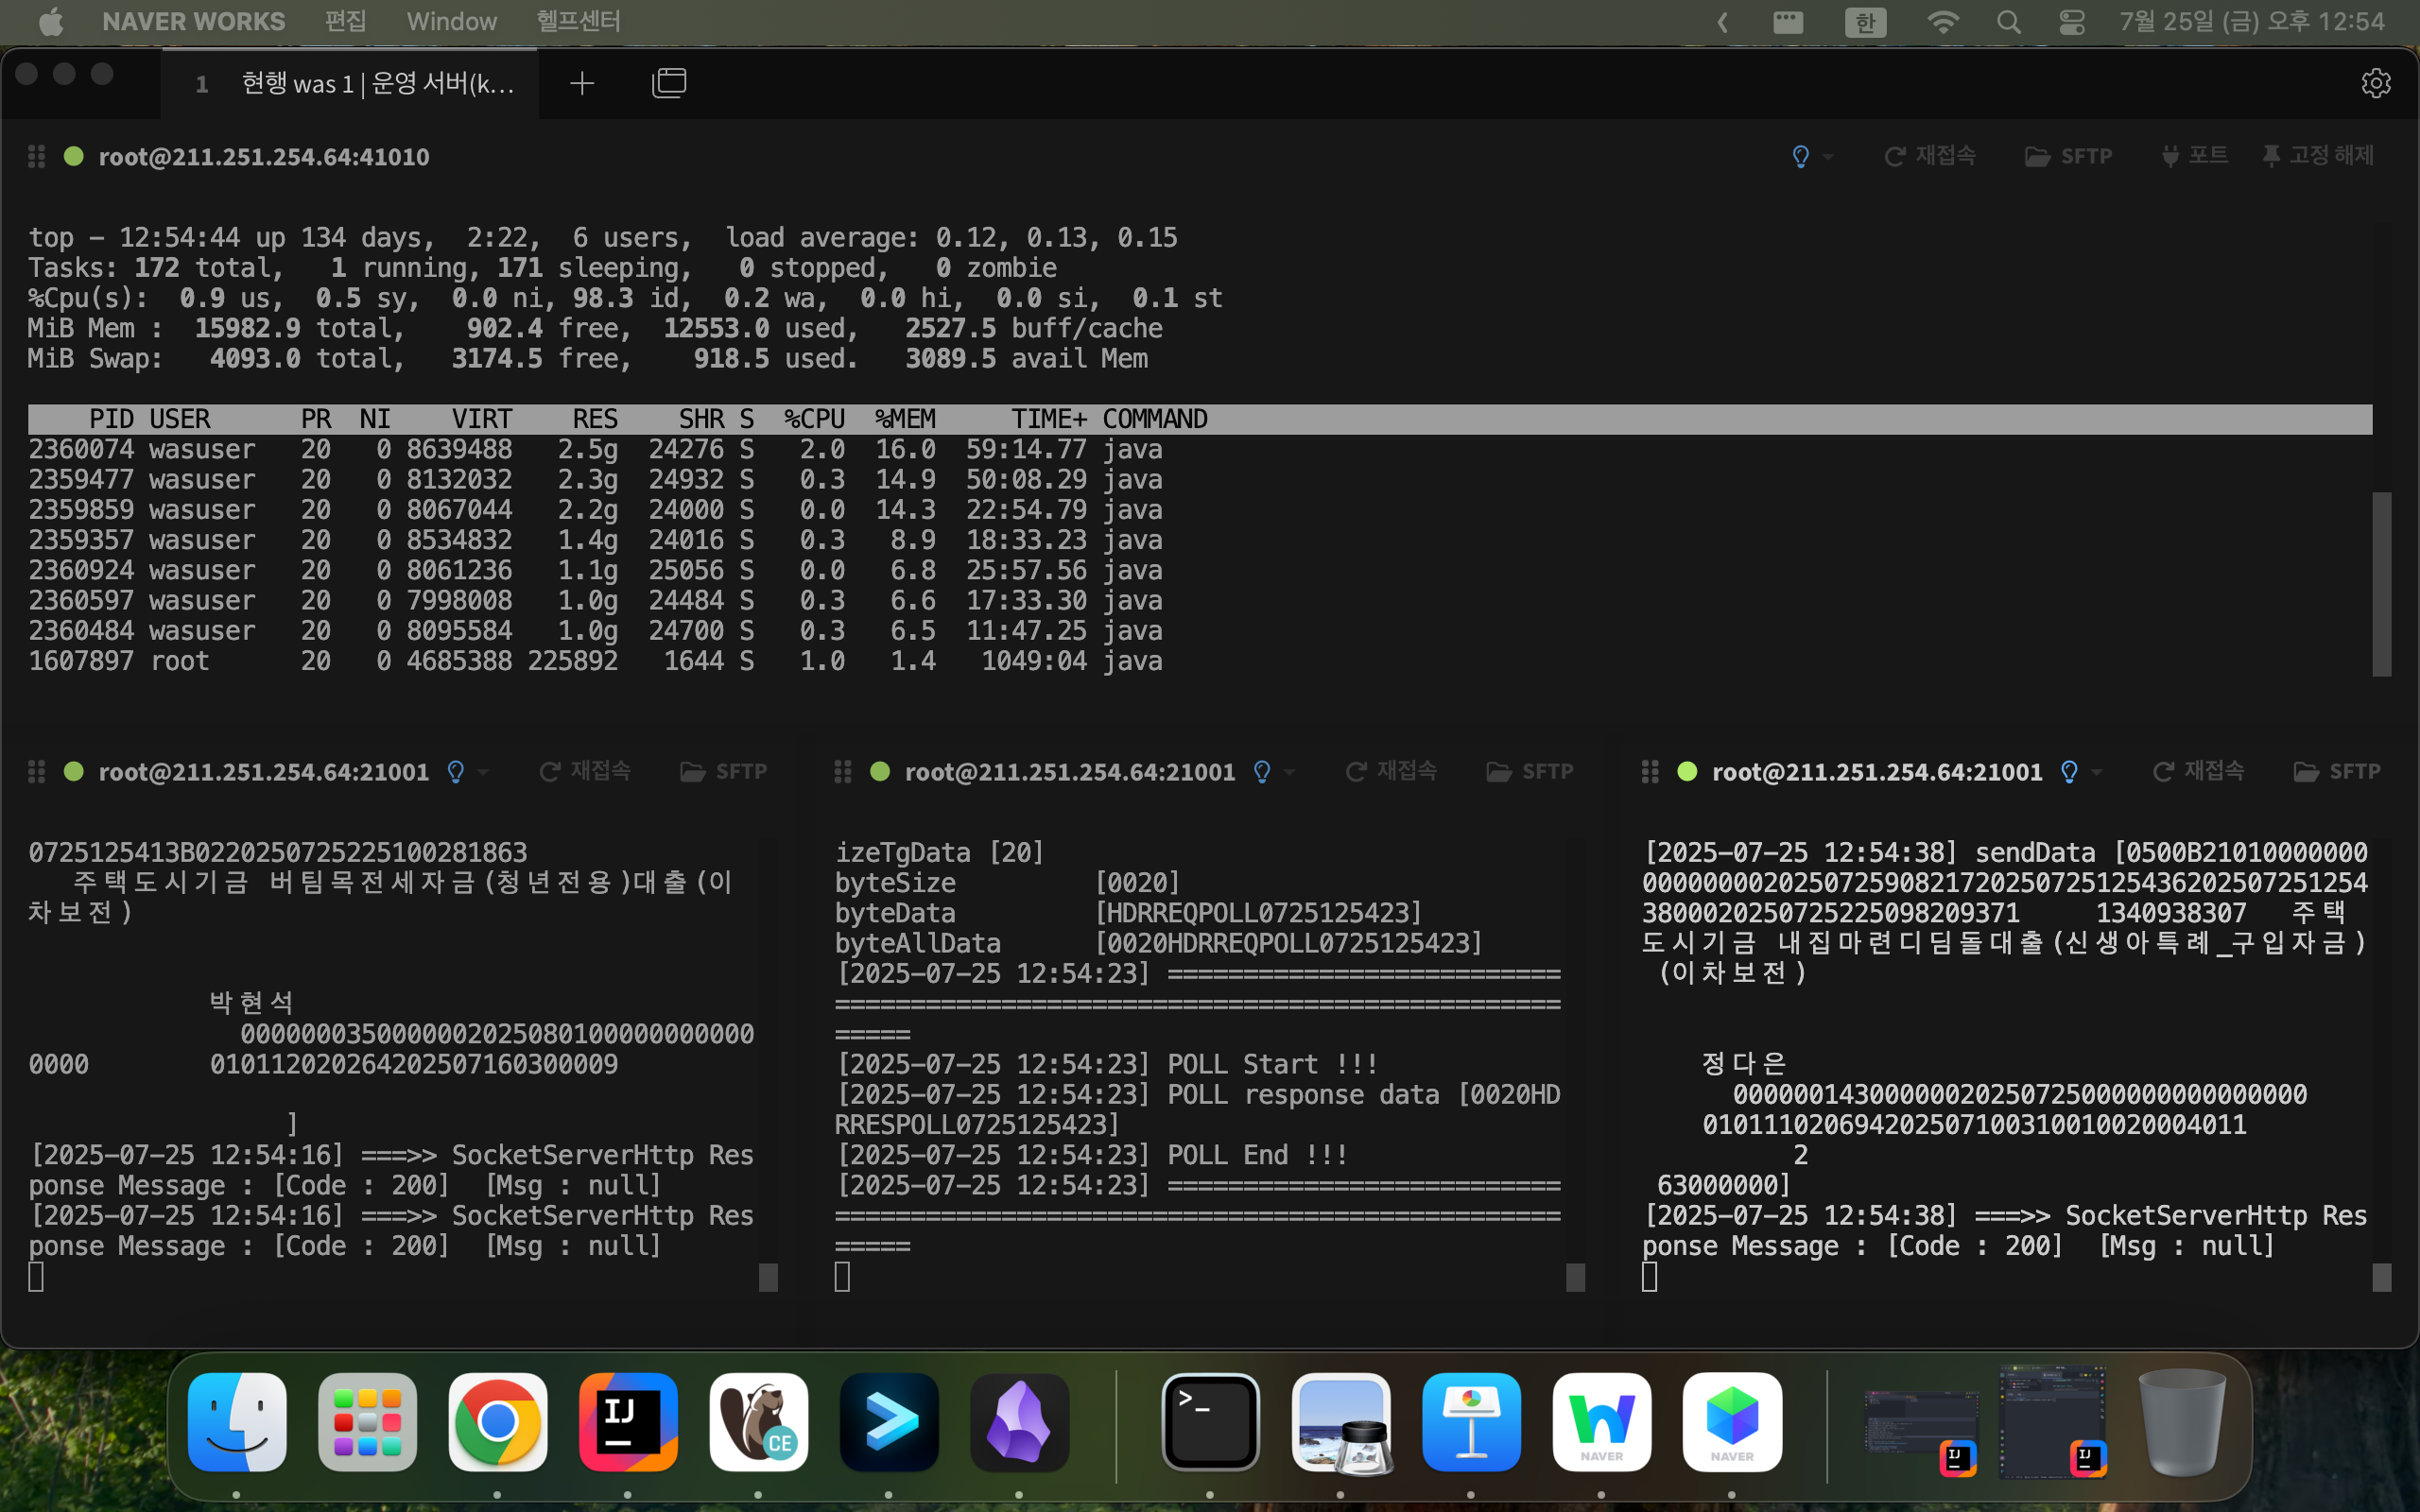 NAVER WORKS 편집 Window 헬프센터 한 7월 25일 (금) 오후 12:54
1 현행 was 1 | 운영 서버(k...
root@211.251.254.64:41010 재접속 SFTP 포트 고정 해제
top - 12:54:44 up 134 days, 2:22, 6 users, load average: 0.12, 0.13, 0.15
Tasks: 172 total, 1 running, 171 sleeping, 0 stopped, 0 zombie
%Cpu(s): 0.9 us, 0.5 sy, 0.0 ni, 98.3 id, 0.2 wa, 0.0 hi, 0.0 si, 0.1 st
MiB Mem : 15982.9 total, 902.4 free, 12553.0 used, 2527.5 buff/cache
MiB Swap: 4093.0 total, 3174.5 free, 918.5 used. 3089.5 avail Mem
PID USER PR NI VIRT RES SHR S %CPU %MEM TIME+ COMMAND
2360074 wasuser 20 0 8639488 2.5g 24276 S 2.0 16.0 59:14.77 java
2359477 wasuser 20 0 8132032 2.3g 24932 S 0.3 14.9 50:08.29 java
2359859 wasuser 20 0 8067044 2.2g 24000 S 0.0 14.3 22:54.79 java
2359357 wasuser 20 0 8534832 1.4g 24016 S 0.3 8.9 18:33.23 java
2360924 wasuser 20 0 8061236 1.1g 25056 S 0.0 6.8 25:57.56 java
2360597 wasuser 20 0 7998008 1.0g 24484 S 0.3 6.6 17:33.30 java
2360484 wasuser 20 0 8095584 1.0g 24700 S 0.3 6.5 11:47.25 java
1607897 root 20 0 4685388 225892 1644 S 1.0 1.4 1049:04 java
root@211.251.254.64:21001 재접속 SFTP
0725125413B0220250725225100281863
주택도시기금 버팀목전세자금(청년전용)대출(이
차보전)
박현석
0000000350000002025080100000000000
0000 010112020264202507160300009
]
[2025-07-25 12:54:16] ===>> SocketServerHttp Res
ponse Message : [Code : 200] [Msg : null]
[2025-07-25 12:54:16] ===>> SocketServerHttp Res
ponse Message : [Code : 200] [Msg : null]
root@211.251.254.64:21001 재접속 SFTP
izeTgData [20]
byteSize [0020]
byteData [HDRREQPOLL0725125423]
byteAllData [0020HDRREQPOLL0725125423]
[2025-07-25 12:54:23] ==========================
================================================
=====
[2025-07-25 12:54:23] POLL Start !!!
[2025-07-25 12:54:23] POLL response data [0020HD
RRESPOLL0725125423]
[2025-07-25 12:54:23] POLL End !!!
[2025-07-25 12:54:23] ==========================
================================================
=====
root@211.251.254.64:21001 재접속 SFTP
[2025-07-25 12:54:38] sendData [0500B21010000000
000000002025072590821720250725125436202507251254
3800020250725225098209371 1340938307 주택
도시기금 내집마련디딤돌대출(신생아특례_구입자금)
(이차보전)
정다은
00000014300000020250725000000000000000
010111020694202507100310010020004011
2
63000000]
[2025-07-25 12:54:38] ===>> SocketServerHttp Res
ponse Message : [Code : 200] [Msg : null]
IJ CE >_ NAVER NAVER IJ IJ